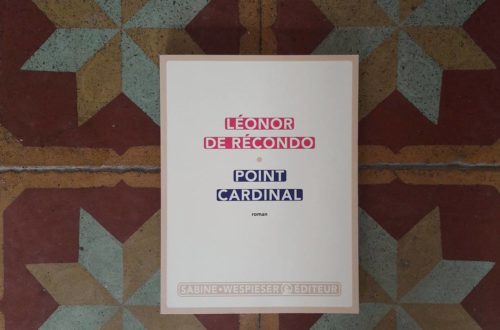 LÉONOR
DE RÉCONDO
POINT
CARDINAL
roman
SABINE • WESPIESER ÉDITEUR